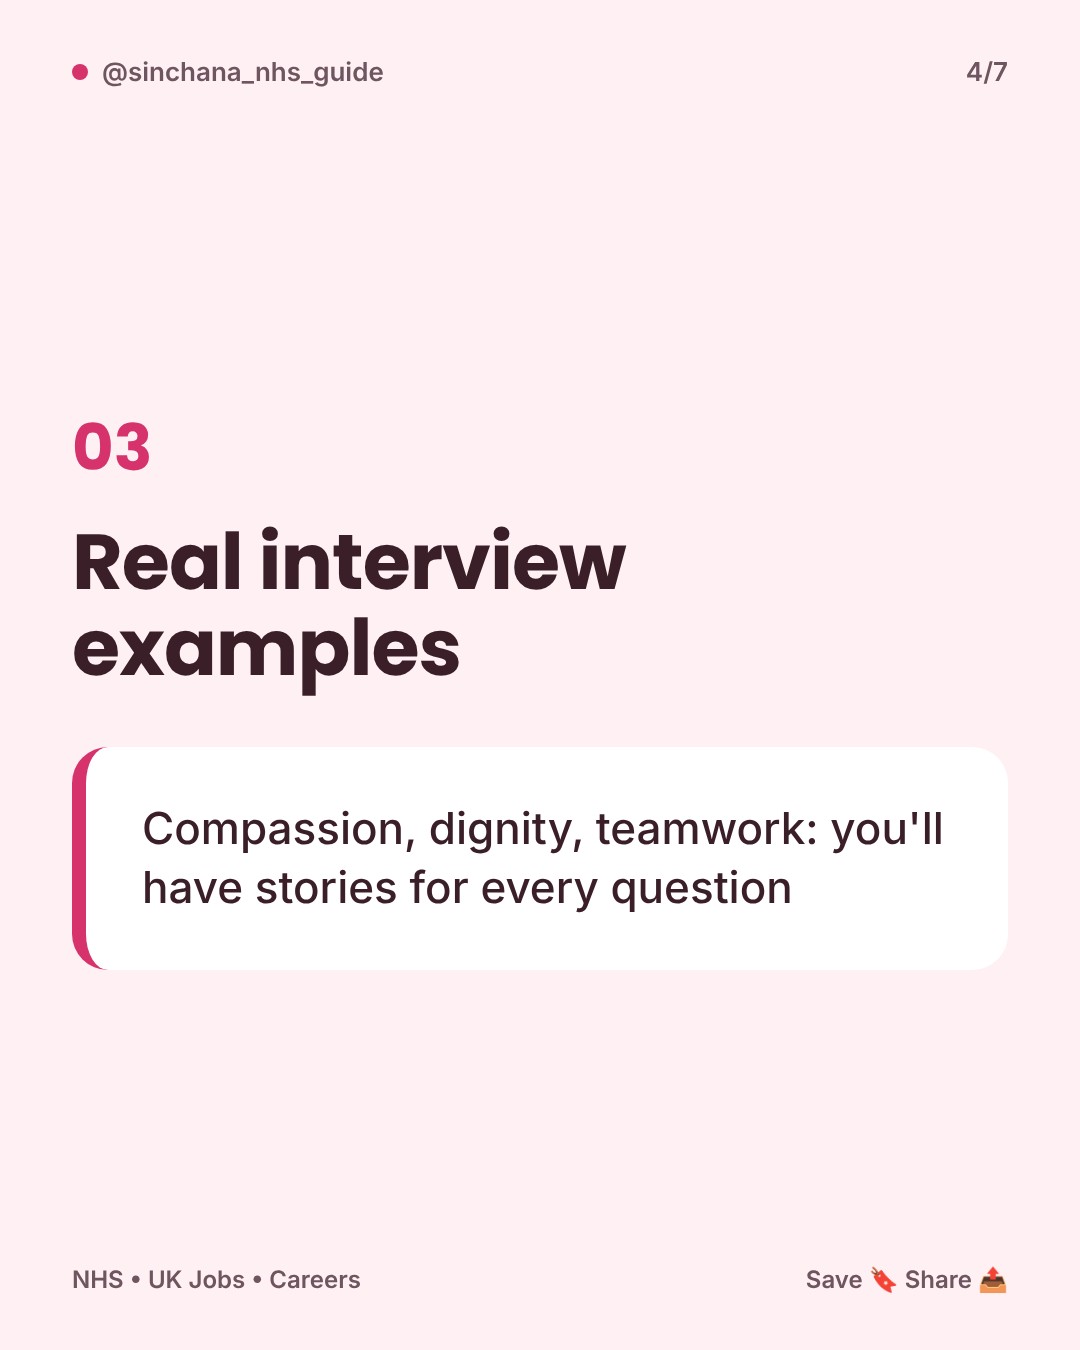 @sinchana_nhs_guide
4/7
03
Real interview
examples
Compassion, dignity, teamwork: you'll
have stories for every question
NHS • UK Jobs • Careers
Save 🔖 Share 📤